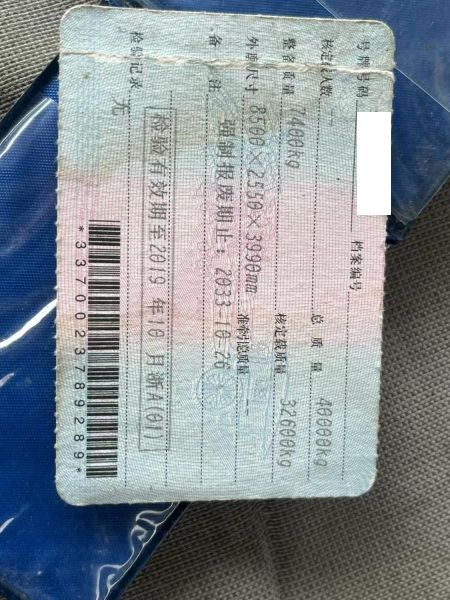 号牌号码 档案编号
核定载人数 -- 总质量 40000kg
整备质量 7400kg 核定载质量 32600kg
外廓尺寸 8500×2550×3990mm 准牵引总质量 --
备注 强制报废期止:2033-10-26
检验记录 无
检验有效期至2019年10月浙A(01)
*3370023789289*